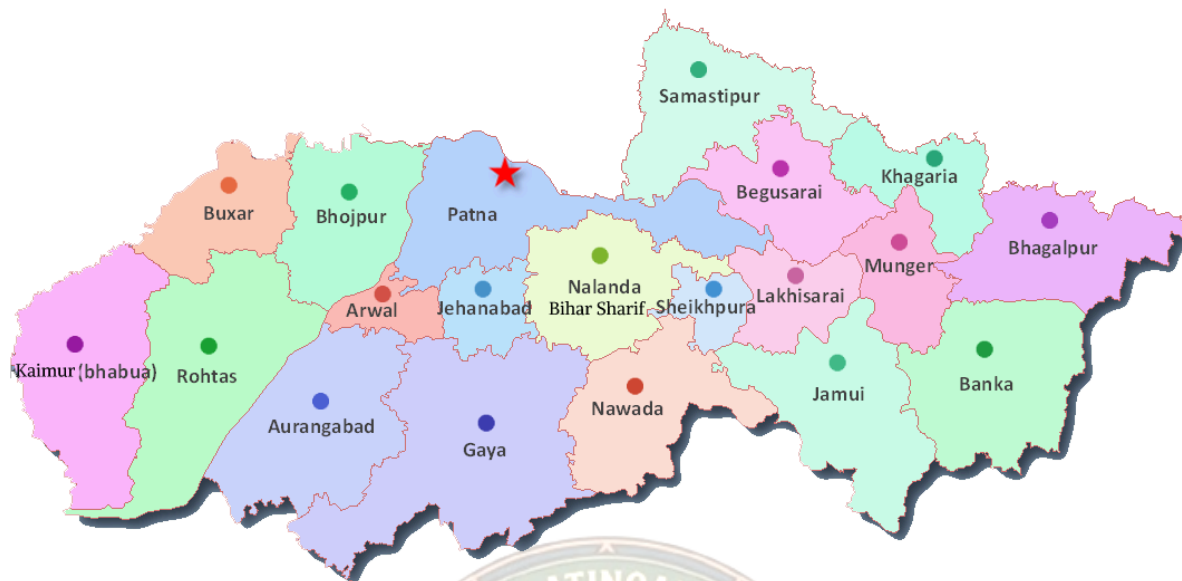 Samastipur
Khagaria
Begusarai
Buxar
Bhojpur
Patna
Bhagalpur
Munger
Nalanda
Bihar Sharif
Sheikhpura
Lakhisarai
Arwal
Jehanabad
Kaimur (bhabua)
Rohtas
Banka
Jamui
Nawada
Aurangabad
Gaya